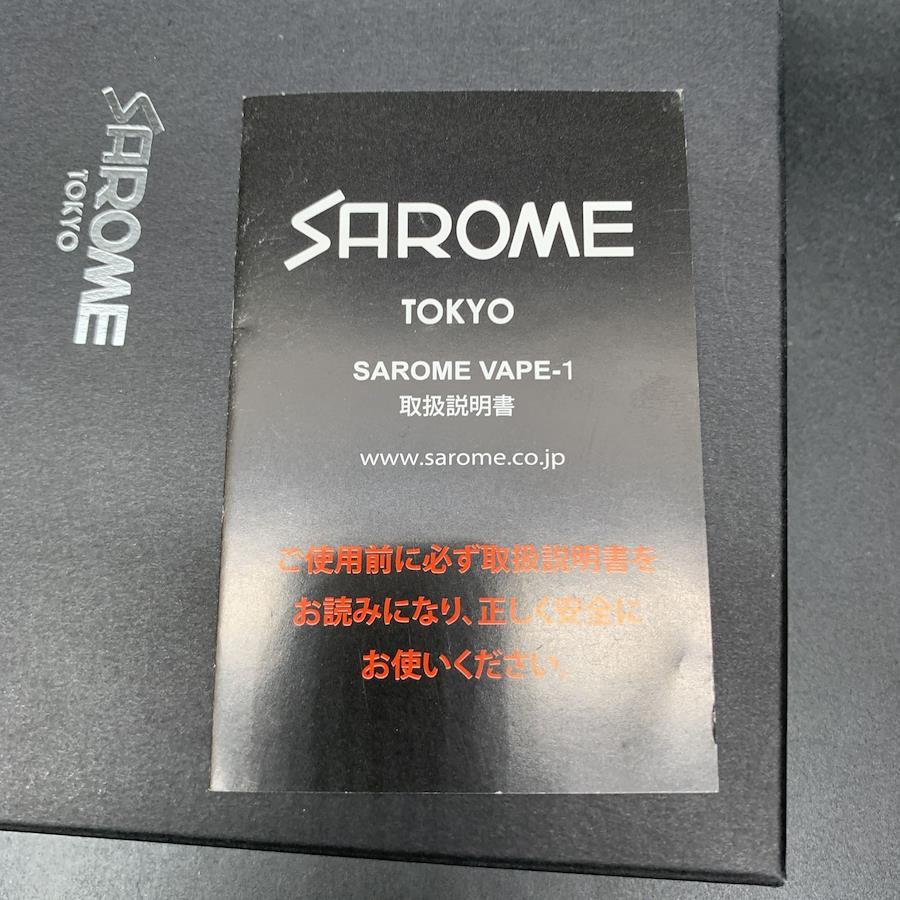 SAROME
TOKYO
SAROME
TOKYO
SAROME VAPE-1
取扱説明書
www.sarome.co.jp
ご使用前に必ず取扱説明書を
お読みになり、正しく安全に
お使いください。